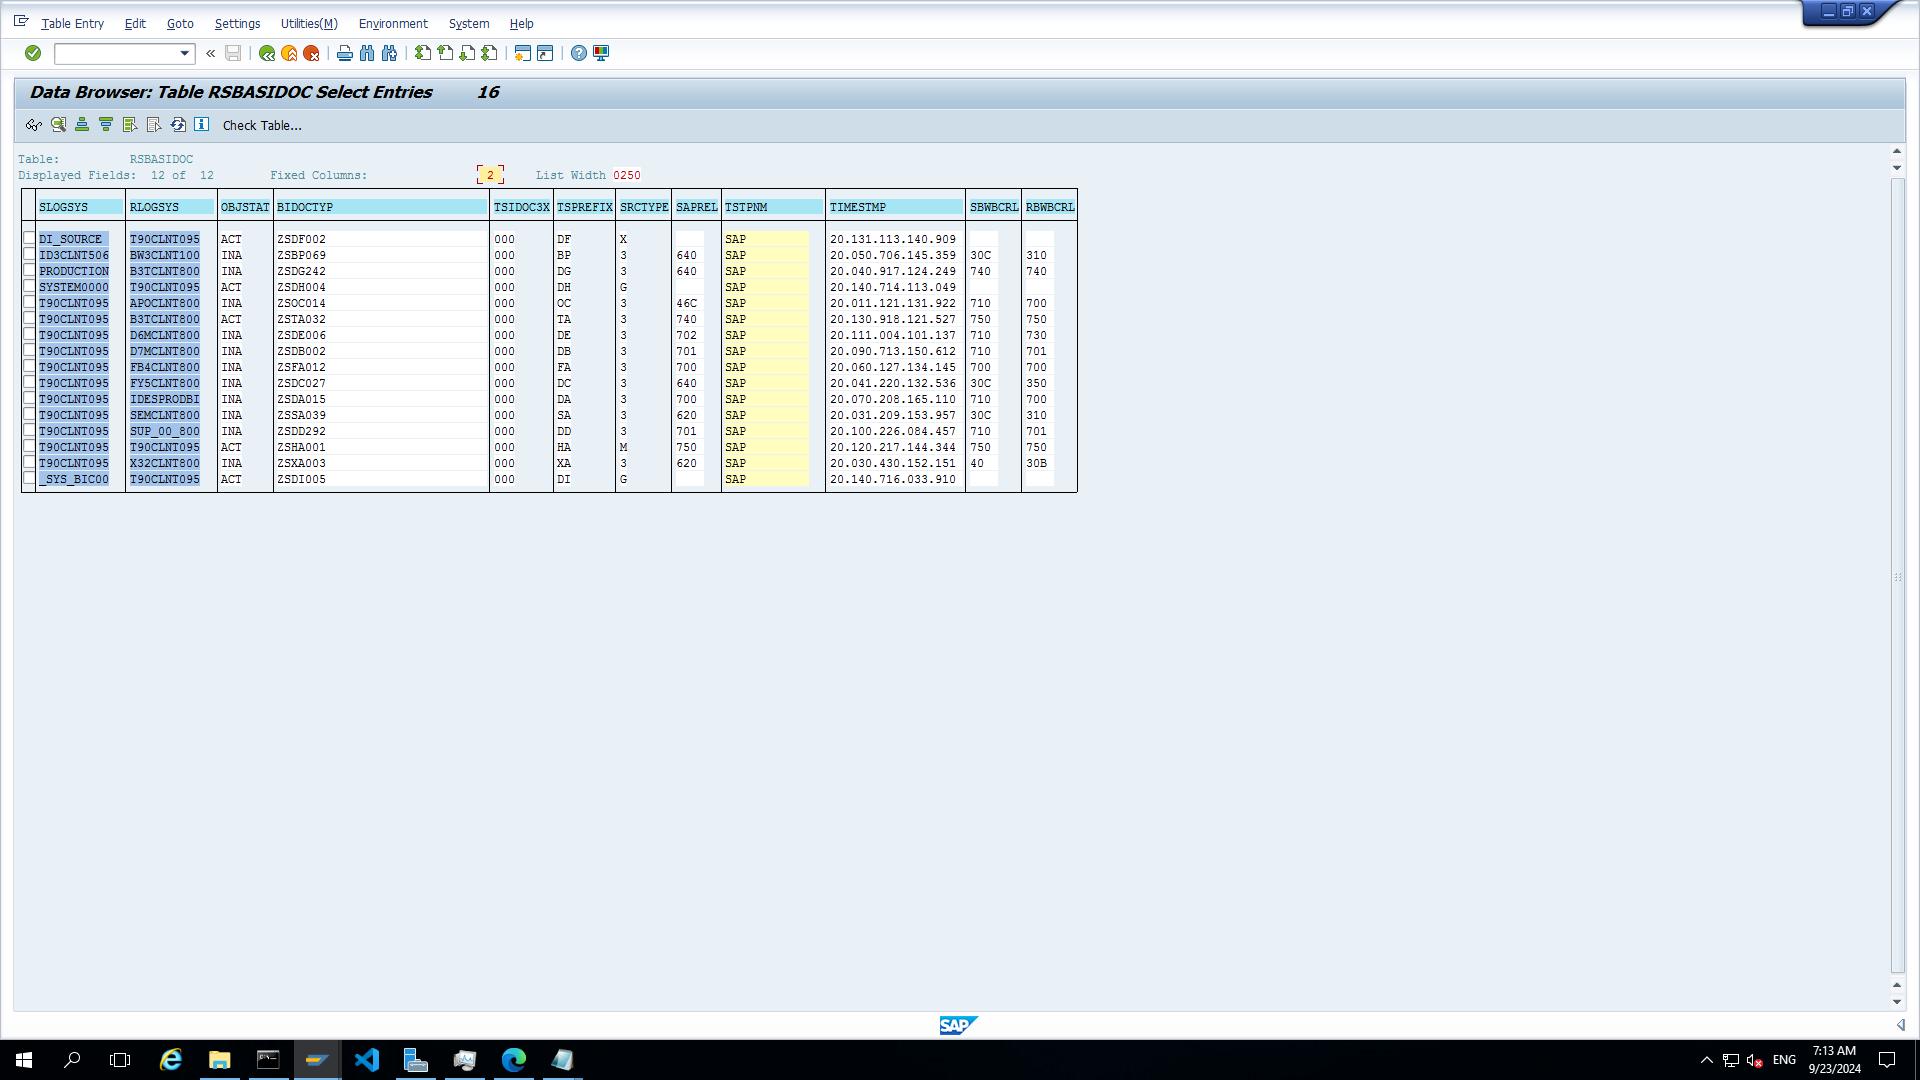 Table Entry Edit Goto Settings Utilities(M) Environment System Help
Data Browser: Table RSBASIDOC Select Entries 16
Check Table...
Table: RSBASIDOC
Displayed Fields: 12 of 12 Fixed Columns: 2 List Width 0250
SLOGSYS RLOGSYS OBJSTAT BIDOCTYP TSIDOC3X TSPREFIX SRCTYPE SAPREL TSTPNM TIMESTMP SBWBCRL RBWBCRL
DI_SOURCE T90CLNT095 ACT ZSDF002 000 DF X SAP 20.131.113.140.909
ID3CLNT506 BW3CLNT100 INA ZSBP069 000 BP 3 640 SAP 20.050.706.145.359 30C 310
PRODUCTION B3TCLNT800 INA ZSDG242 000 DG 3 640 SAP 20.040.917.124.249 740 740
SYSTEM0000 T90CLNT095 ACT ZSDH004 000 DH G SAP 20.140.714.113.049
T90CLNT095 APOCLNT800 INA ZSOC014 000 OC 3 46C SAP 20.011.121.131.922 710 700
T90CLNT095 B3TCLNT800 ACT ZSTA032 000 TA 3 740 SAP 20.130.918.121.527 750 750
T90CLNT095 D6MCLNT800 INA ZSDE006 000 DE 3 702 SAP 20.111.004.101.137 710 730
T90CLNT095 D7MCLNT800 INA ZSDB002 000 DB 3 701 SAP 20.090.713.150.612 710 701
T90CLNT095 FB4CLNT800 INA ZSFA012 000 FA 3 700 SAP 20.060.127.134.145 700 700
T90CLNT095 FY5CLNT800 INA ZSDC027 000 DC 3 640 SAP 20.041.220.132.536 30C 350
T90CLNT095 IDESPRODBI INA ZSDA015 000 DA 3 700 SAP 20.070.208.165.110 710 700
T90CLNT095 SEMCLNT800 INA ZSSA039 000 SA 3 620 SAP 20.031.209.153.957 30C 310
T90CLNT095 SUP_00_800 INA ZSDD292 000 DD 3 701 SAP 20.100.226.084.457 710 701
T90CLNT095 T90CLNT095 ACT ZSHA001 000 HA M 750 SAP 20.120.217.144.344 750 750
T90CLNT095 X32CLNT800 INA ZSXA003 000 XA 3 620 SAP 20.030.430.152.151 40 30B
_SYS_BIC00 T90CLNT095 ACT ZSDI005 000 DI G SAP 20.140.716.033.910
SAP
ENG 7:13 AM
9/23/2024